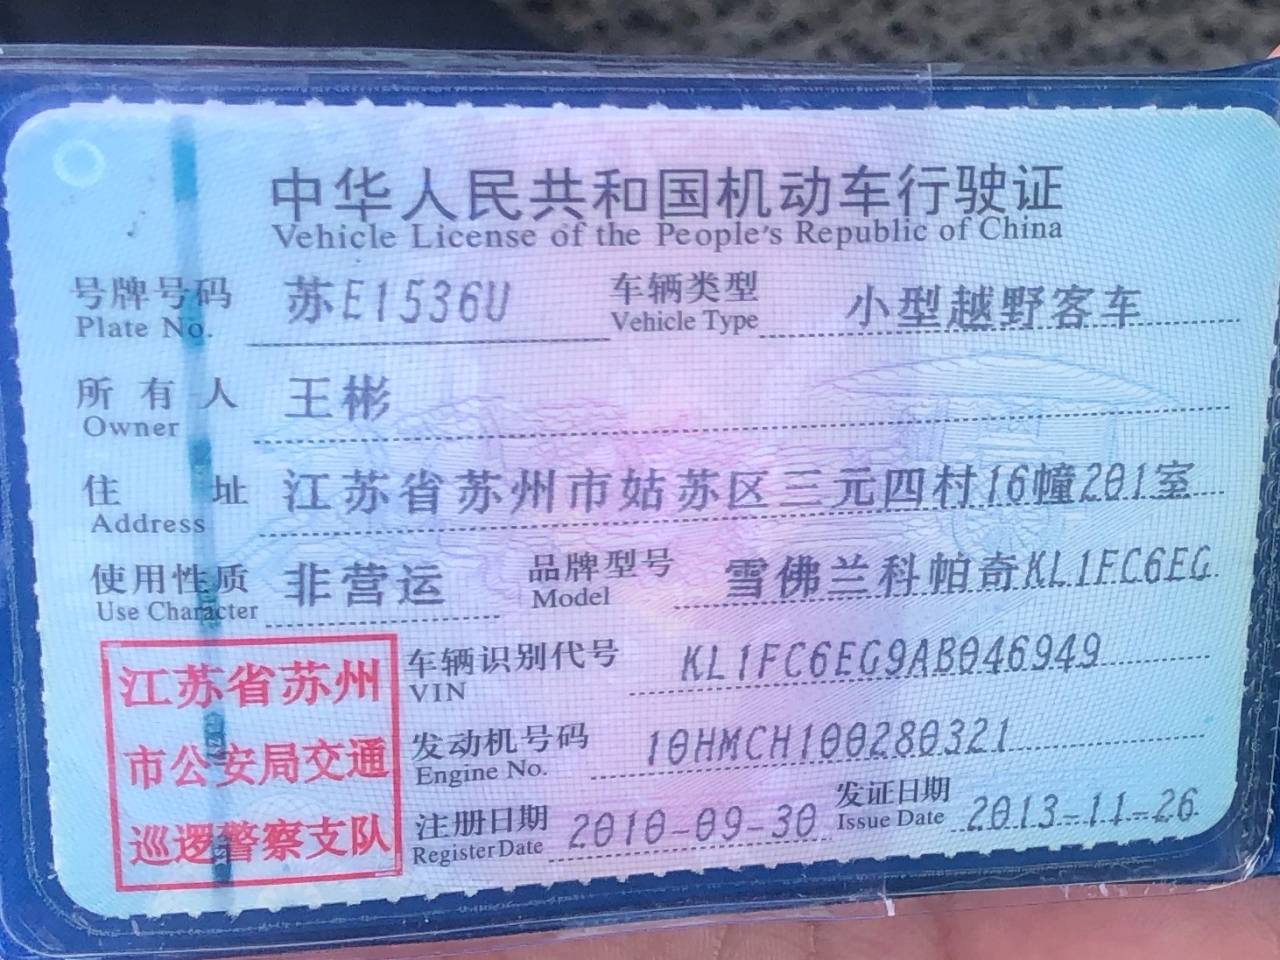 中华人民共和国机动车行驶证
Vehicle License of the People's Republic of China
号牌号码 苏E1536U 车辆类型 小型越野客车
Plate No. Vehicle Type
所有人 王彬
Owner
住址 江苏省苏州市姑苏区三元四村16幢201室
Address
使用性质 非营运 品牌型号 雪佛兰科帕奇KL1FC6EG
Use Character Model
江苏省苏州
市公安局交通
巡逻警察支队
车辆识别代号 KL1FC6EG9AB046949
VIN
发动机号码 10HMCH100280321
Engine No.
注册日期 2010-09-30 发证日期 2013-11-26
Register Date Issue Date